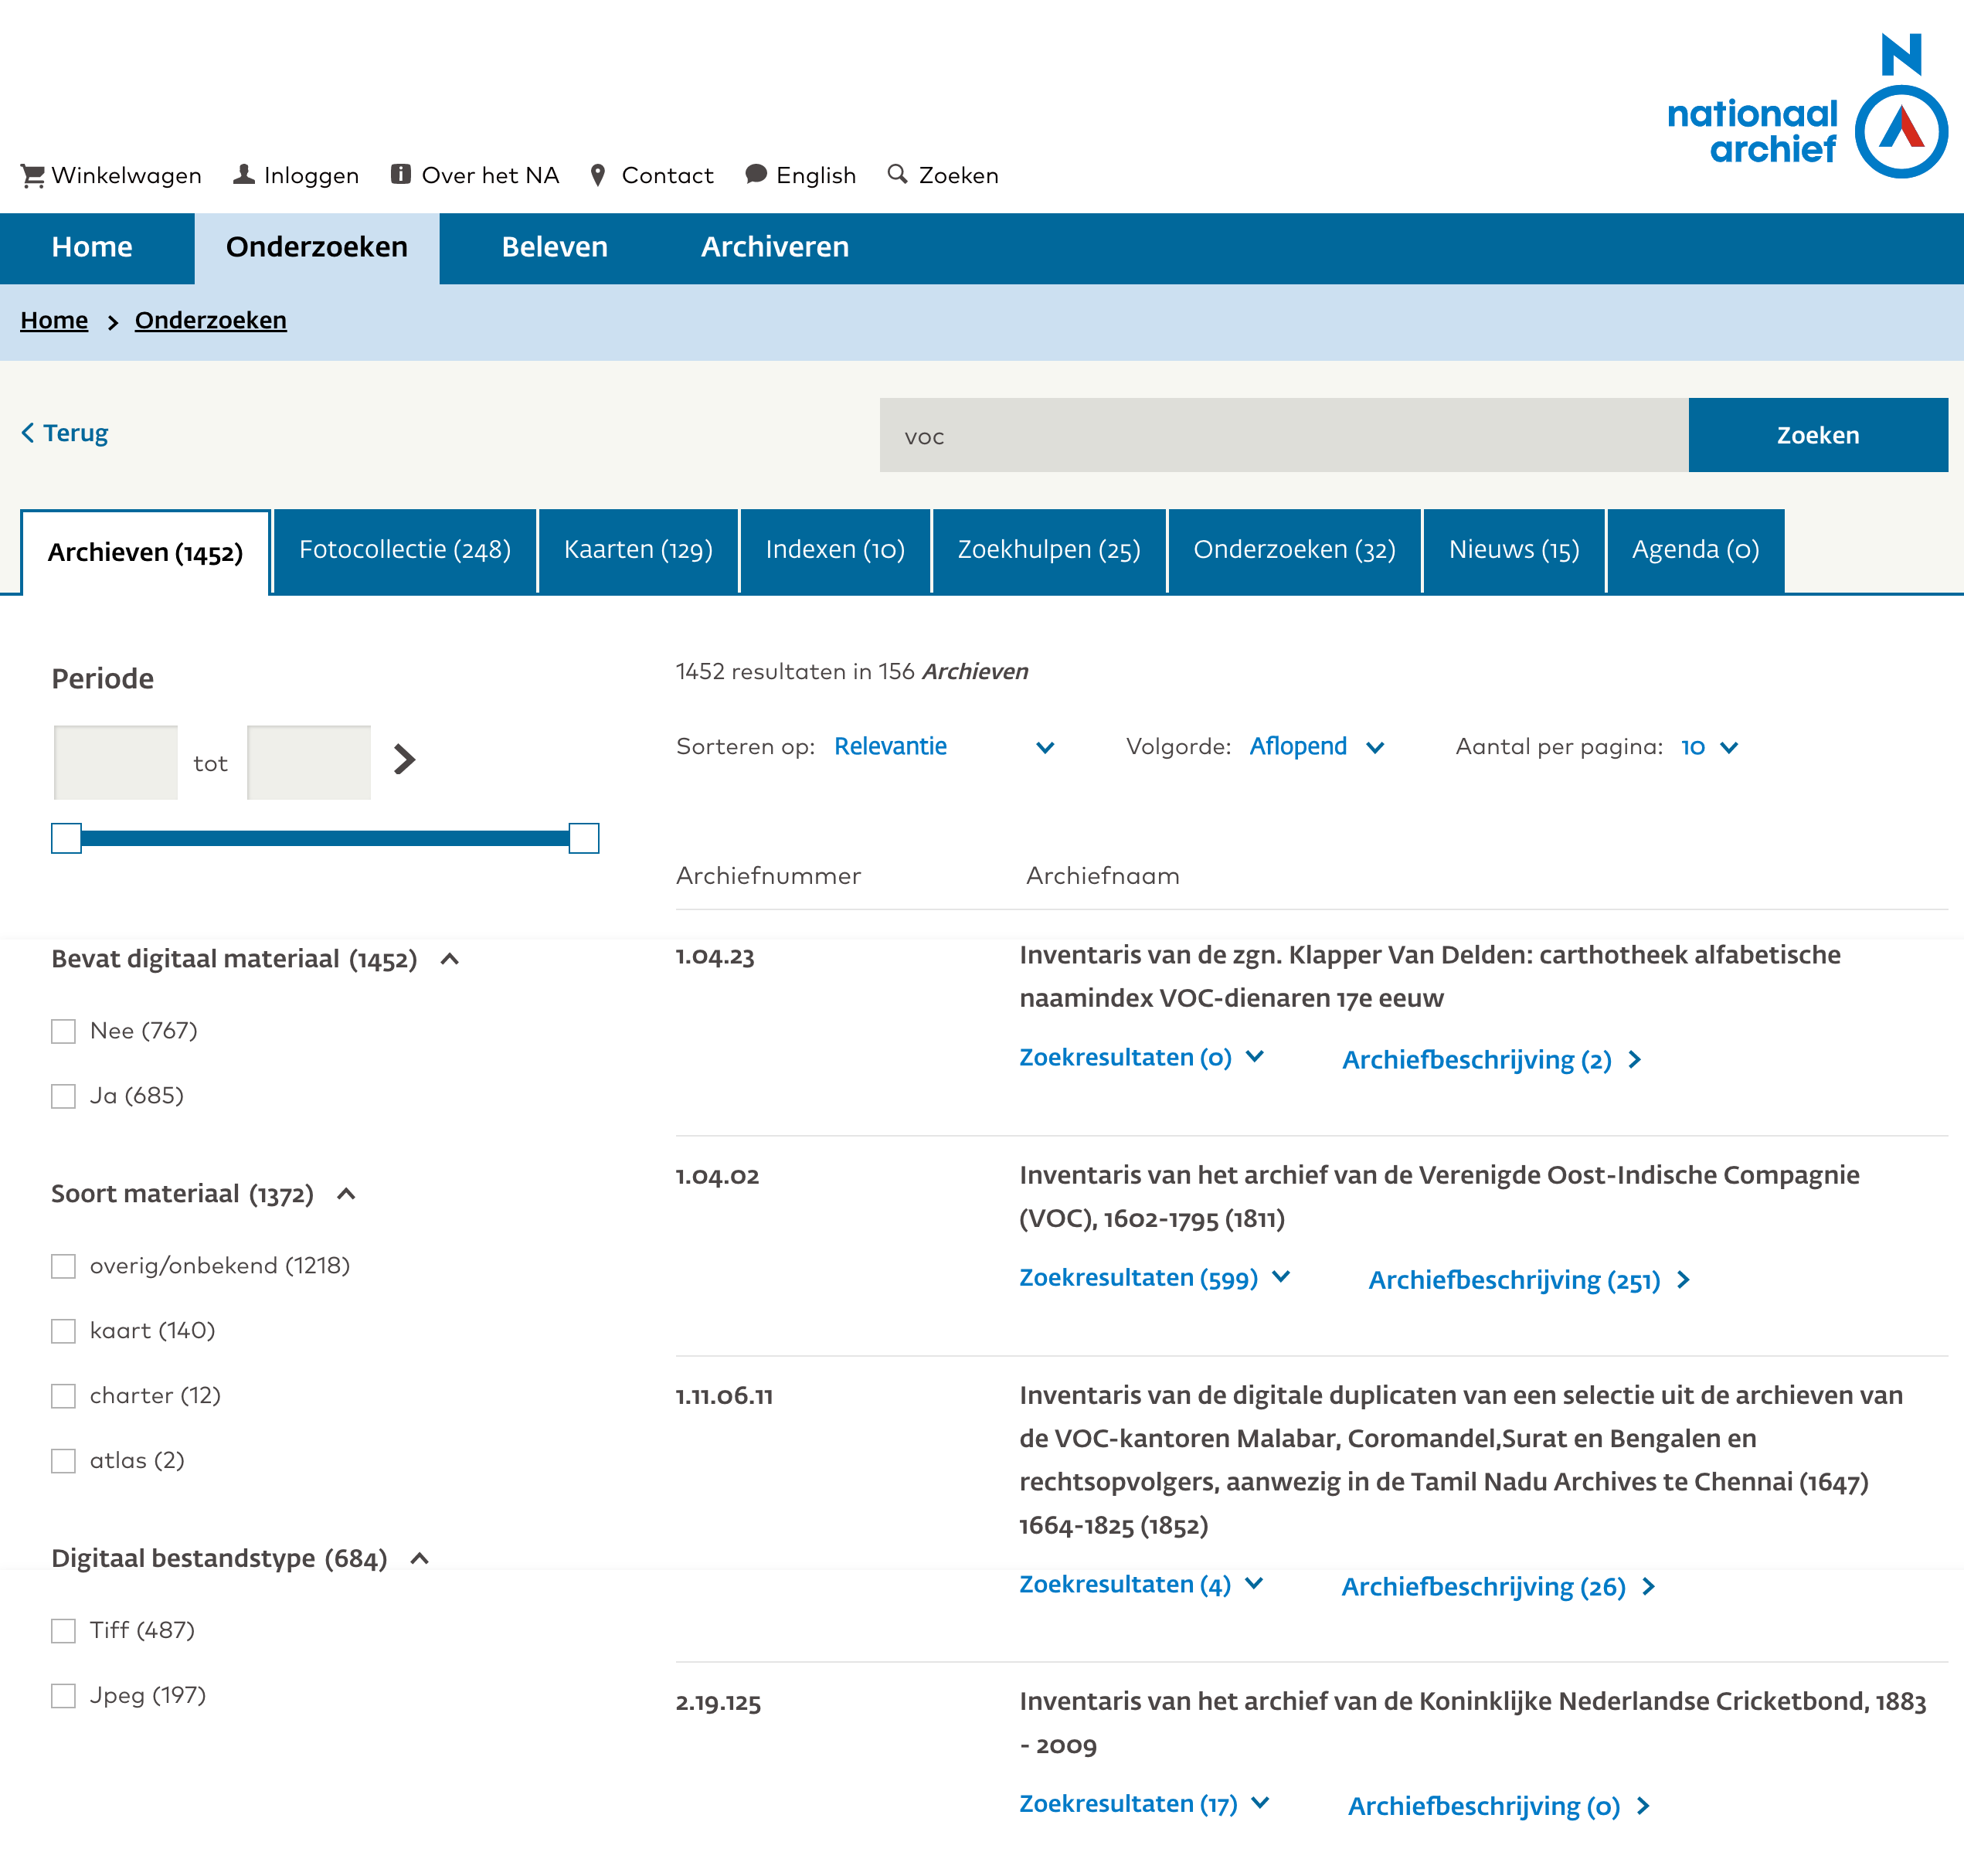 N
nationaal
archief
Winkelwagen Inloggen Over het NA Contact English Zoeken
Home Onderzoeken Beleven Archiveren
Home > Onderzoeken
Terug
voc Zoeken
Archieven (1452) Fotocollectie (248) Kaarten (129) Indexen (10) Zoekhulpen (25) Onderzoeken (32) Nieuws (15) Agenda (0)
Periode
tot
Bevat digitaal materiaal (1452)
Nee (767)
Ja (685)
Soort materiaal (1372)
overig/onbekend (1218)
kaart (140)
charter (12)
atlas (2)
Digitaal bestandstype (684)
Tiff (487)
Jpeg (197)
1452 resultaten in 156 Archieven
Sorteren op: Relevantie Volgorde: Aflopend Aantal per pagina: 10
Archiefnummer Archiefnaam
1.04.23 Inventaris van de zgn. Klapper Van Delden: carthotheek alfabetische
naamindex VOC-dienaren 17e eeuw
Zoekresultaten (0) Archiefbeschrijving (2)
1.04.02 Inventaris van het archief van de Verenigde Oost-Indische Compagnie
(VOC), 1602-1795 (1811)
Zoekresultaten (599) Archiefbeschrijving (251)
1.11.06.11 Inventaris van de digitale duplicaten van een selectie uit de archieven van
de VOC-kantoren Malabar, Coromandel,Surat en Bengalen en
rechtsopvolgers, aanwezig in de Tamil Nadu Archives te Chennai (1647)
1664-1825 (1852)
Zoekresultaten (4) Archiefbeschrijving (26)
2.19.125 Inventaris van het archief van de Koninklijke Nederlandse Cricketbond, 1883
- 2009
Zoekresultaten (17) Archiefbeschrijving (0)